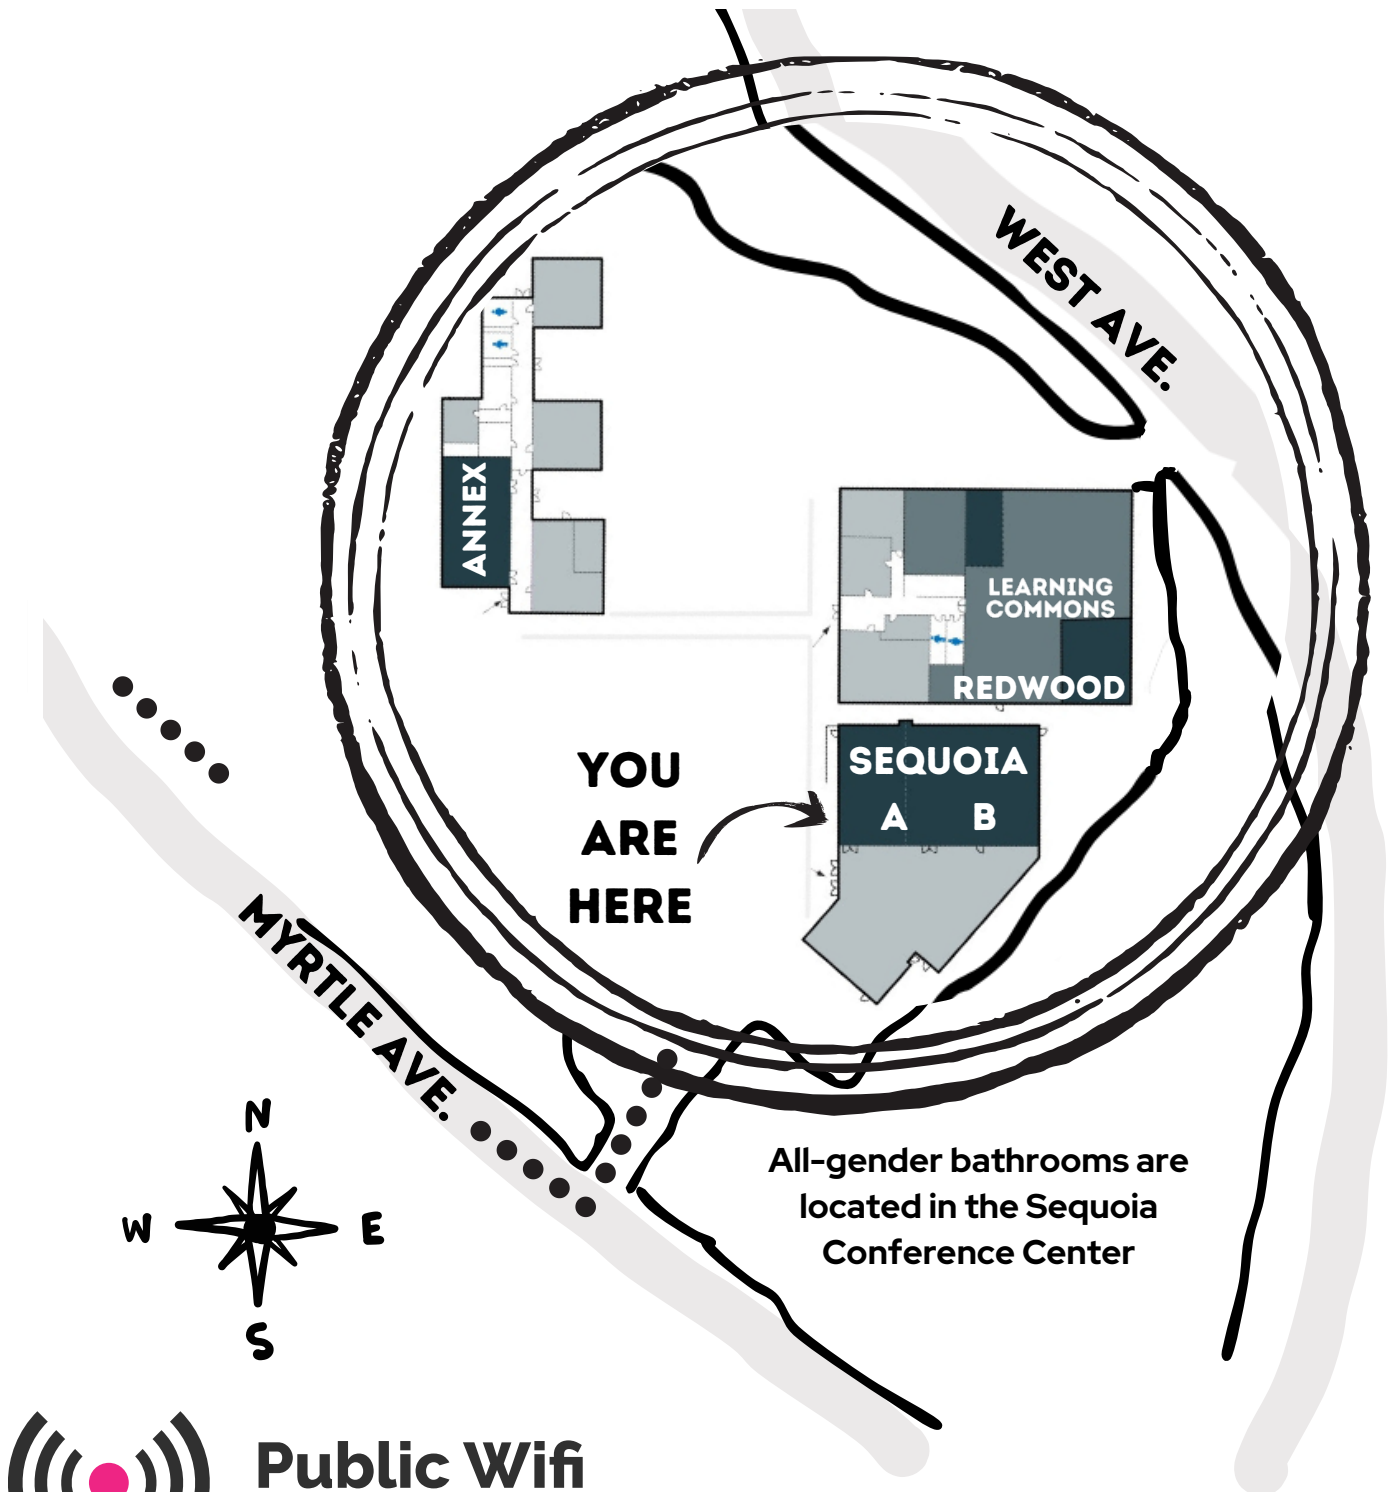 WEST AVE.
ANNEX
LEARNING
COMMONS
REDWOOD
YOU
ARE
HERE
SEQUOIA
A B
MYRTLE AVE.
N
W E
S
All-gender bathrooms are
located in the Sequoia
Conference Center
Public Wifi